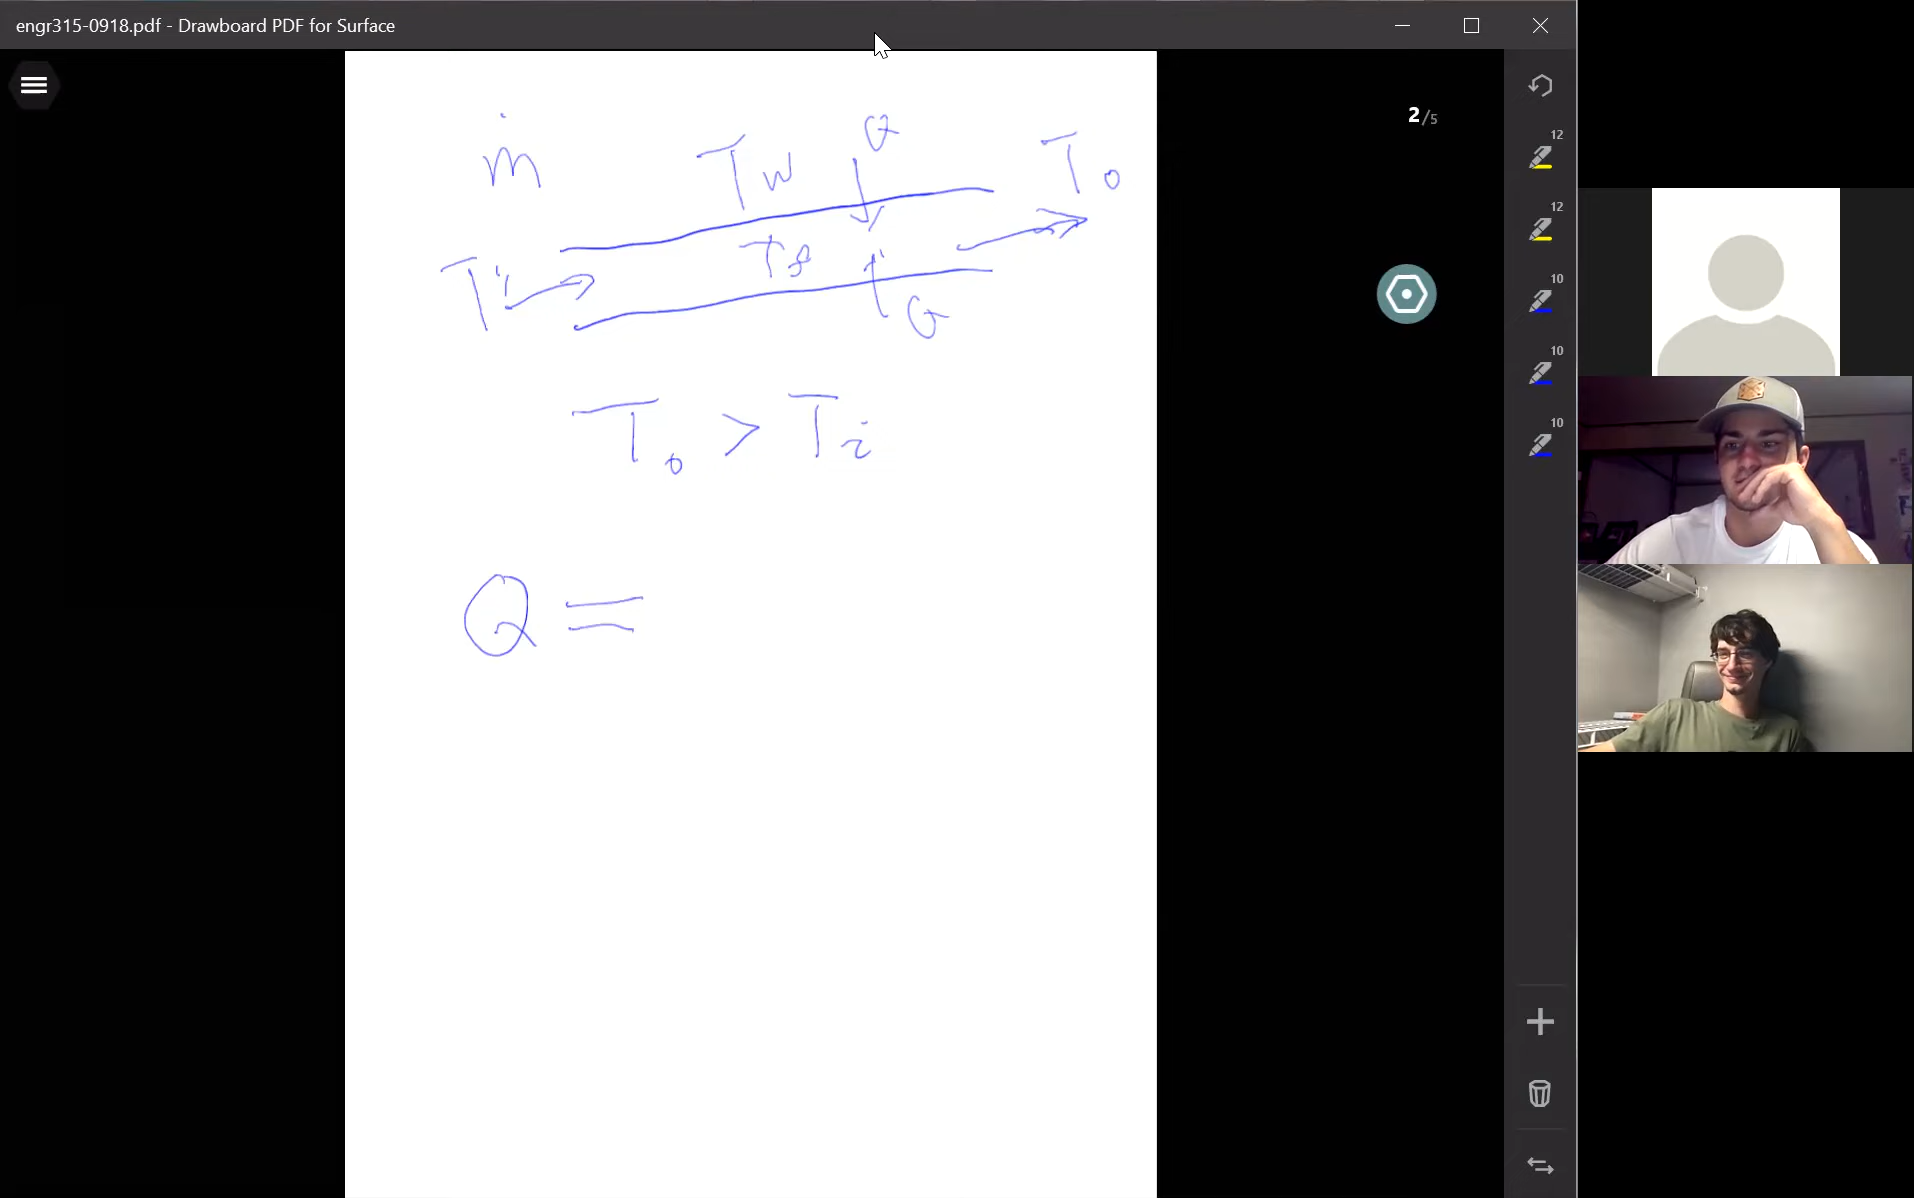 engr315-0918.pdf - Drawboard PDF for Surface
2/5
12
12
10
10
10
ṁ
Tw
Q
To
Ti
Tf
Q
To > Ti
Q =